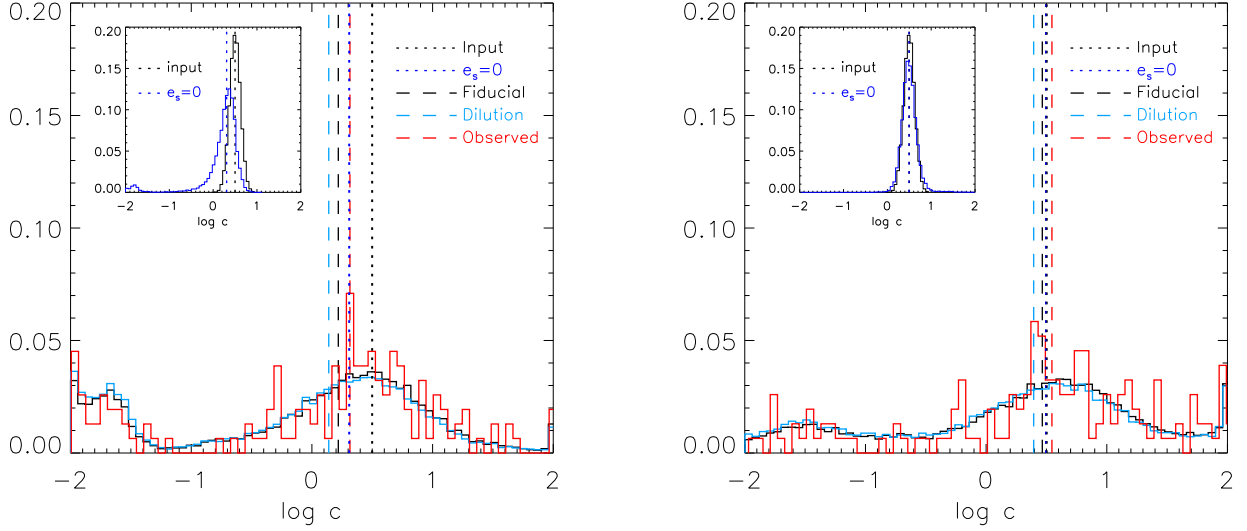 0.20
0.15
0.10
0.05
0.00
−2 −1 0 1 2
log c
Input
e_s=0
Fiducial
Dilution
Observed
0.20
0.15
0.10
0.05
0.00
−2 −1 0 1 2
log c
input
e_s=0
0.20
0.15
0.10
0.05
0.00
−2 −1 0 1 2
log c
Input
e_s=0
Fiducial
Dilution
Observed
0.20
0.15
0.10
0.05
0.00
−2 −1 0 1 2
log c
input
e_s=0